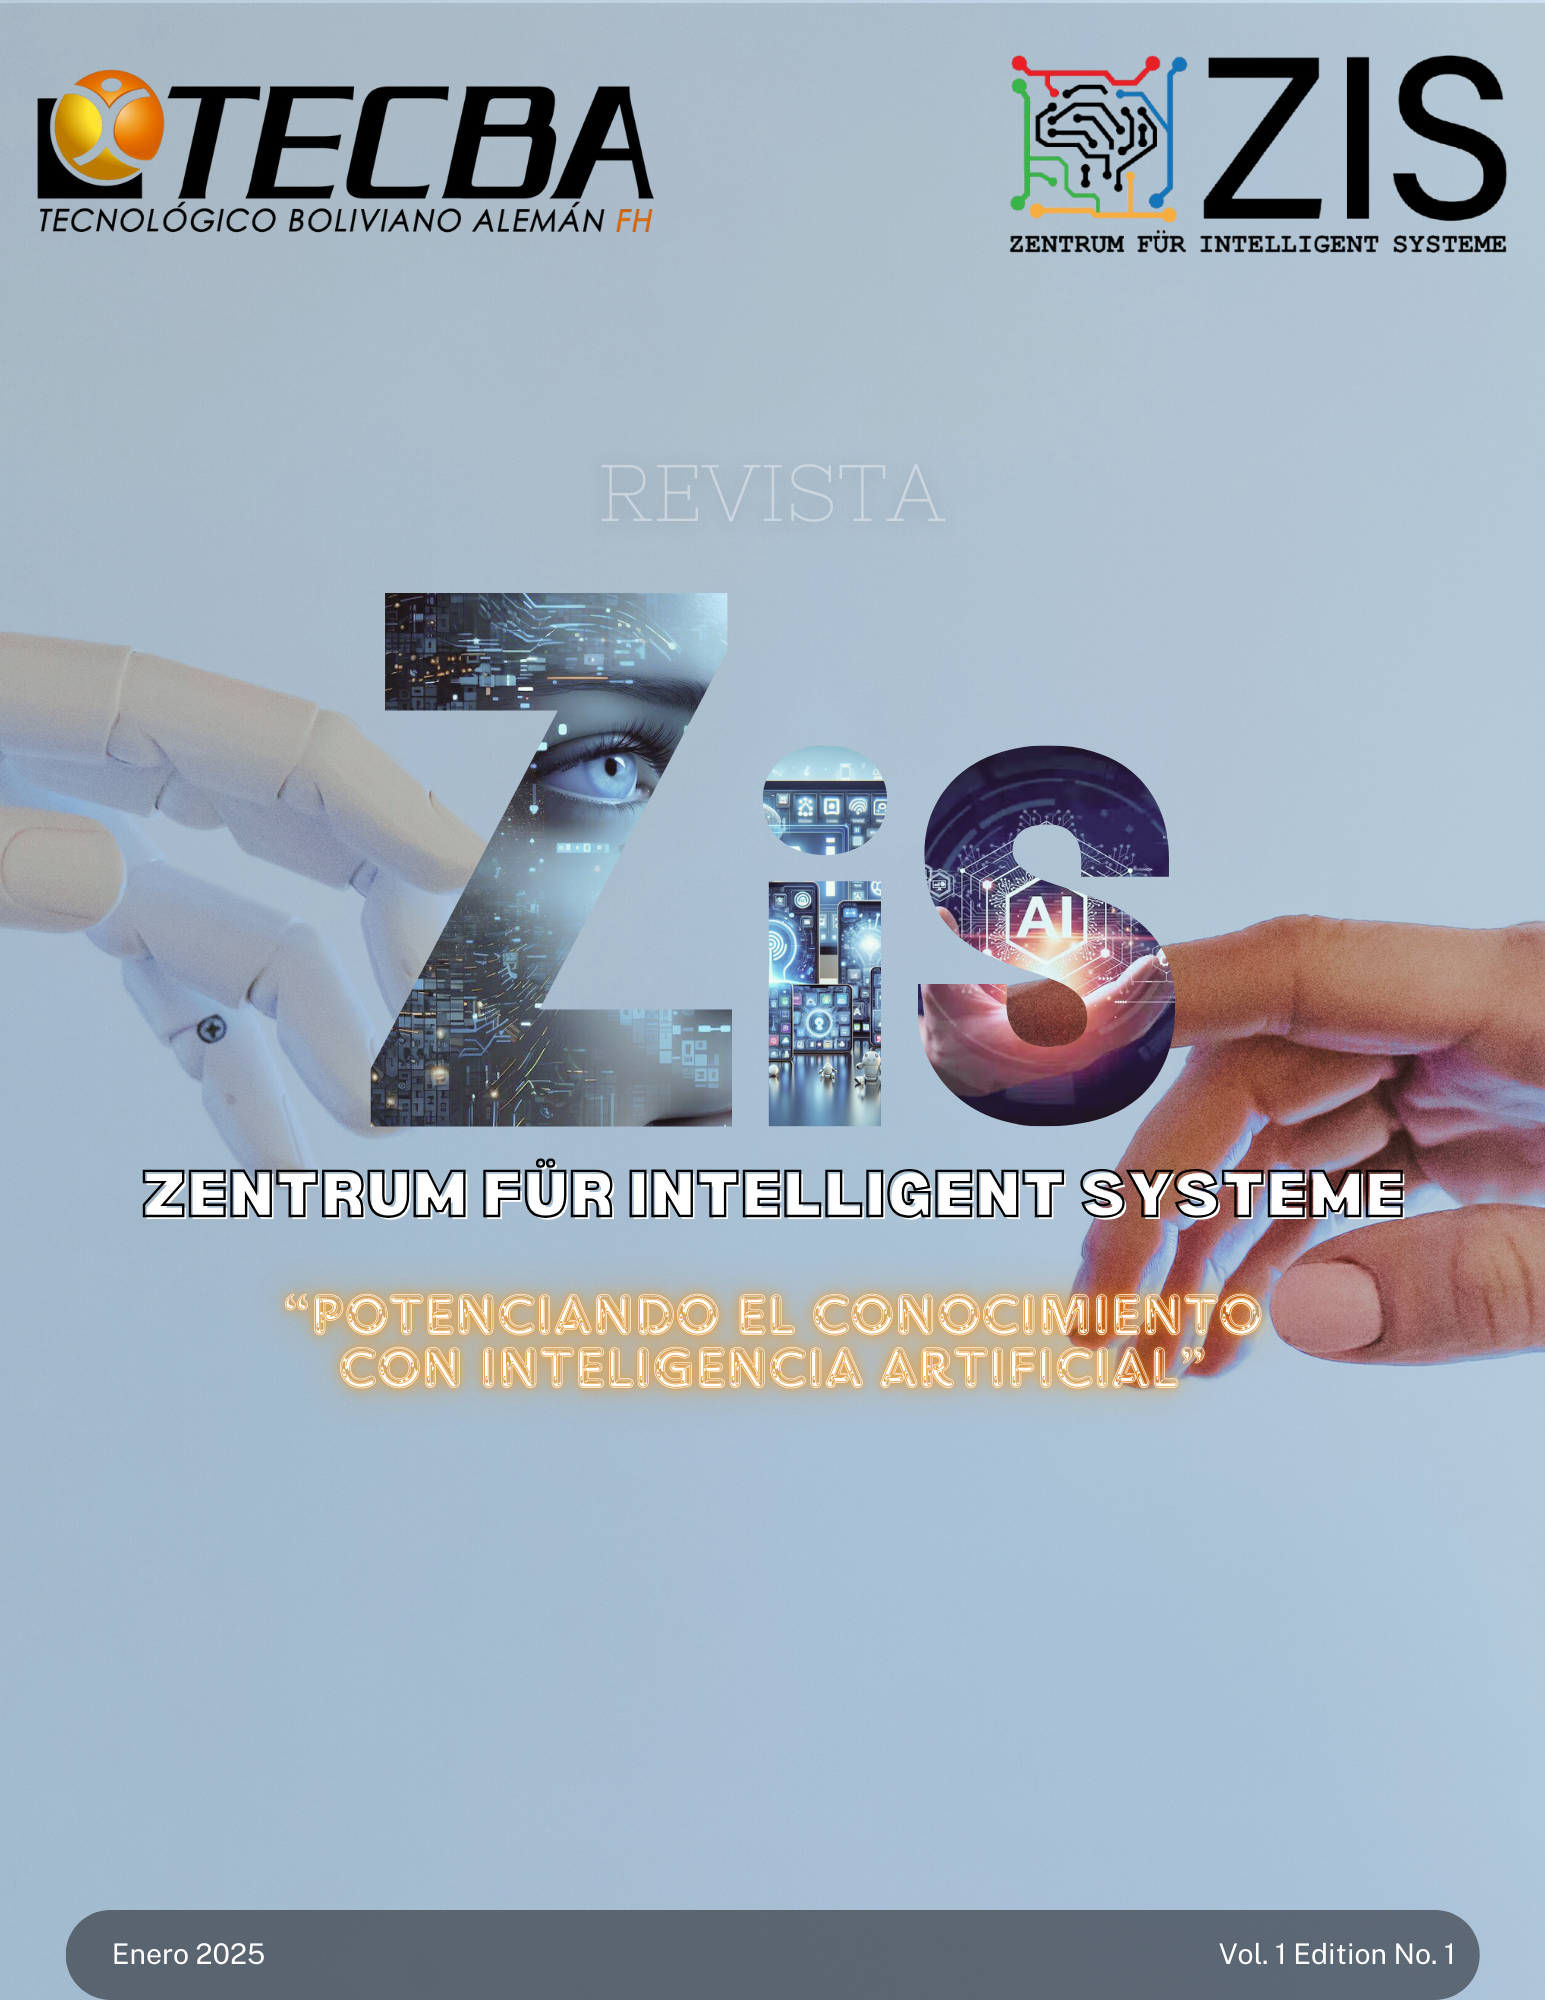 TECBA
TECNOLÓGICO BOLIVIANO ALEMÁN FH
ZIS
ZENTRUM FÜR INTELLIGENT SYSTEME
REVISTA
ZiS
AI
ZENTRUM FÜR INTELLIGENT SYSTEME
“POTENCIANDO EL CONOCIMIENTO
CON INTELIGENCIA ARTIFICIAL”
Enero 2025
Vol. 1 Edition No. 1